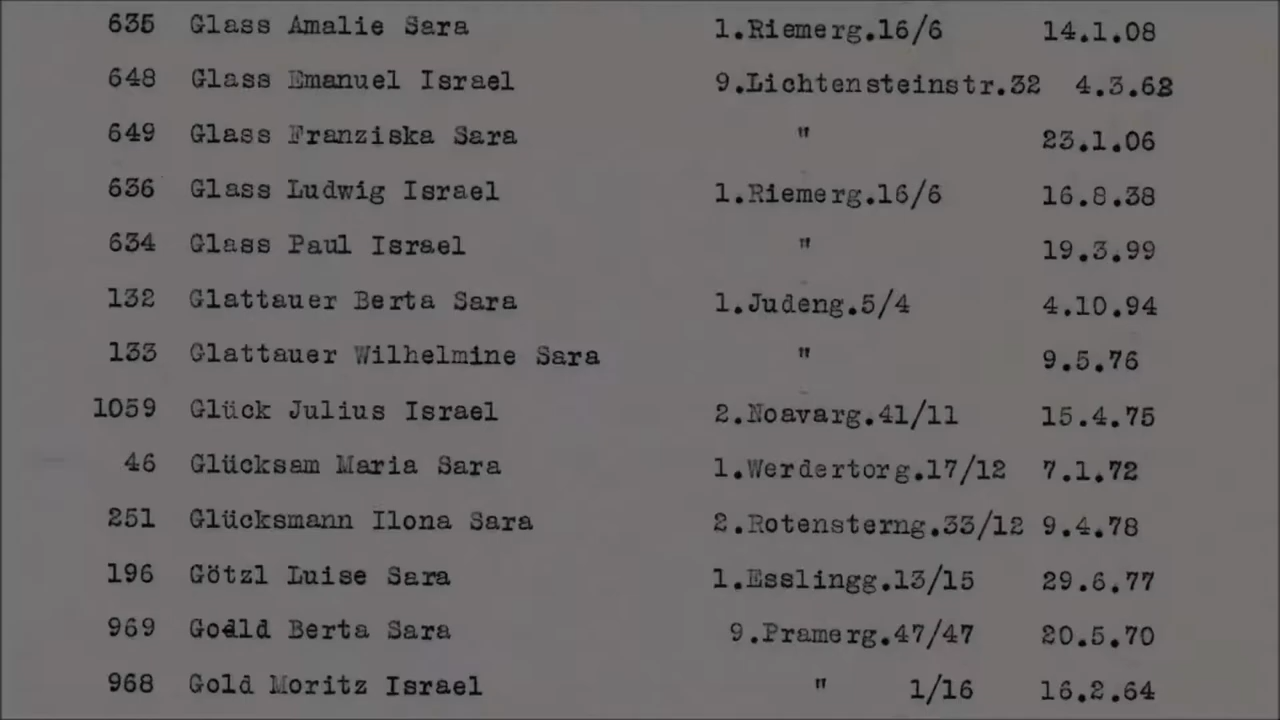 635 Glass Amalie Sara 1.Riemerg.16/6 14.1.08
648 Glass Emanuel Israel 9.Lichtensteinstr.32 4.3.62
649 Glass Franziska Sara " 23.1.06
636 Glass Ludwig Israel 1.Riemerg.16/6 16.8.38
634 Glass Paul Israel " 19.3.99
132 Glattauer Berta Sara 1.Judeng.5/4 4.10.94
133 Glattauer Wilhelmine Sara " 9.5.76
1059 Glück Julius Israel 2.Noavarg.41/11 15.4.75
46 Glücksam Maria Sara 1.Werdertorg.17/12 7.1.72
251 Glücksmann Ilona Sara 2.Rotensterng.33/12 9.4.78
196 Götzl Luise Sara 1.Esslingg.13/15 29.6.77
969 Goald Berta Sara 9.Pramerg.47/47 20.5.70
968 Gold Moritz Israel " 1/16 16.2.64